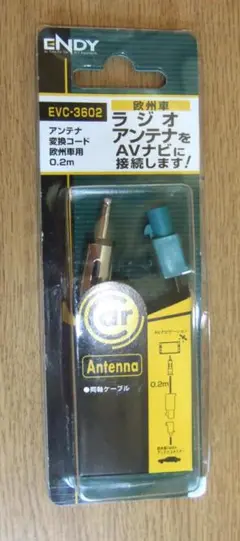 ENDY
EVC-3602
アンテナ
変換コード
欧州車用
0.2m
欧州車
ラジオ
アンテナを
AVナビに
接続します!
Car
Antenna
●同軸ケーブル
0.2m